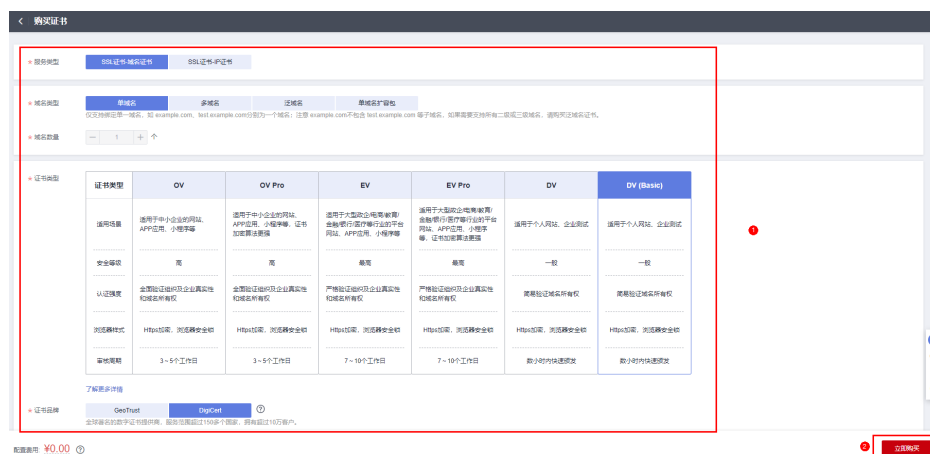 购买证书
* 服务类型 SSL证书-域名证书 SSL证书-IP证书
* 域名类型 单域名 多域名 泛域名 单域名扩容包
仅支持绑定单一域名，如 example.com、test.example.com分别为一个域名；注意 example.com不包含 test.example.com 等子域名，如果需要支持所有二级或三级域名，请购买泛域名证书。
* 域名数量 — 1 + 个
* 证书类型
证书类型 OV OV Pro EV EV Pro DV DV (Basic)
适用场景 适用于中小企业的网站、APP应用、小程序等 适用于中小企业的网站、APP应用、小程序等，证书加密算法更强 适用于大型政企/电商/教育/金融/银行/医疗等行业的平台网站、APP应用、小程序等 适用于大型政企/电商/教育/金融/银行/医疗等行业的平台网站、APP应用、小程序等，证书加密算法更强 适用于个人网站、企业测试 适用于个人网站、企业测试
安全等级 高 高 最高 最高 一般 一般
认证强度 全面验证组织及企业真实性和域名所有权 全面验证组织及企业真实性和域名所有权 严格验证组织及企业真实性和域名所有权 严格验证组织及企业真实性和域名所有权 简易验证域名所有权 简易验证域名所有权
浏览器样式 Https加密、浏览器安全锁 Https加密、浏览器安全锁 Https加密、浏览器安全锁 Https加密、浏览器安全锁 Https加密、浏览器安全锁 Https加密、浏览器安全锁
审核周期 3~5个工作日 3~5个工作日 7~10个工作日 7~10个工作日 数小时内快速颁发 数小时内快速颁发
1
了解更多详情
* 证书品牌 GeoTrust DigiCert ?
全球著名的数字证书提供商，服务范围超过150多个国家，拥有超过10万客户。
配置费用 ¥0.00 ? 2 立即购买